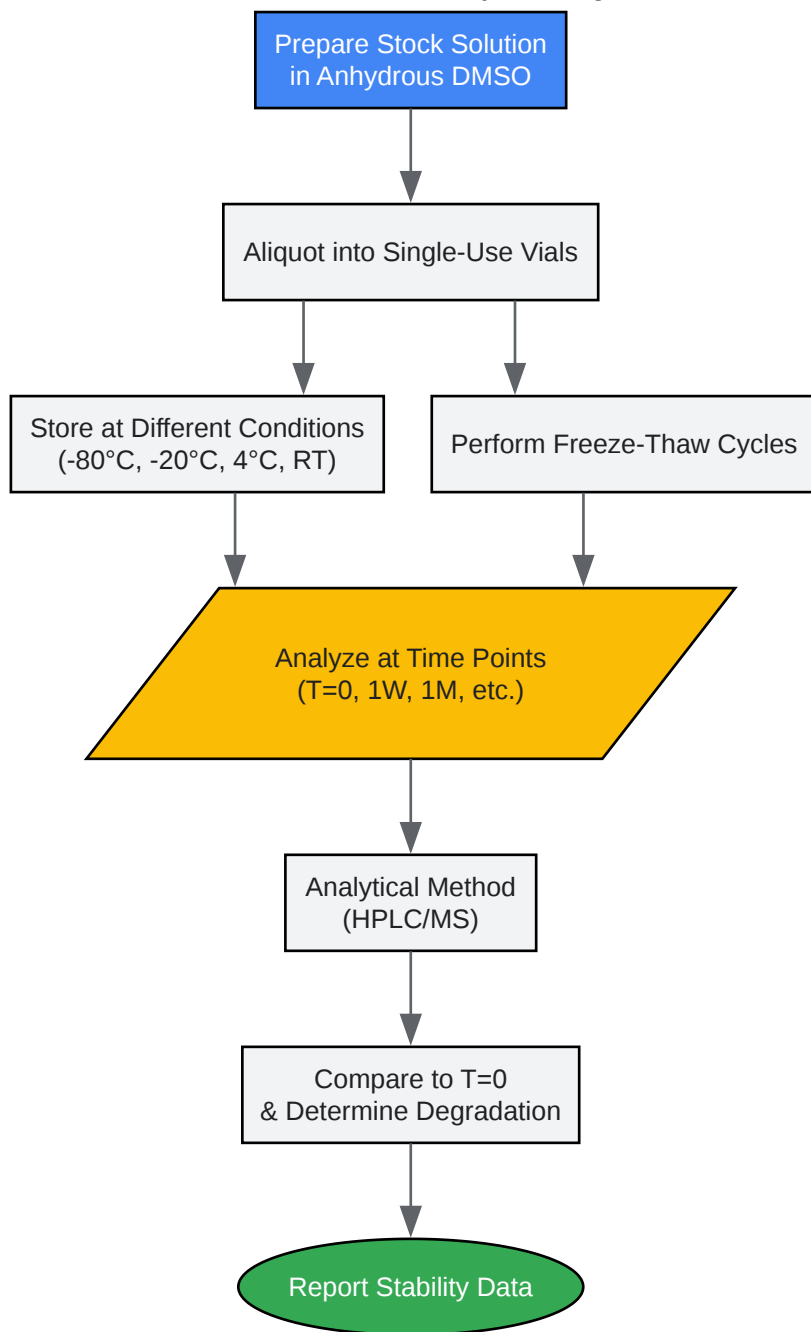 Prepare Stock Solution
in Anhydrous DMSO
Aliquot into Single-Use Vials
Store at Different Conditions
(-80°C, -20°C, 4°C, RT)
Perform Freeze-Thaw Cycles
Analyze at Time Points
(T=0, 1W, 1M, etc.)
Analytical Method
(HPLC/MS)
Compare to T=0
& Determine Degradation
Report Stability Data